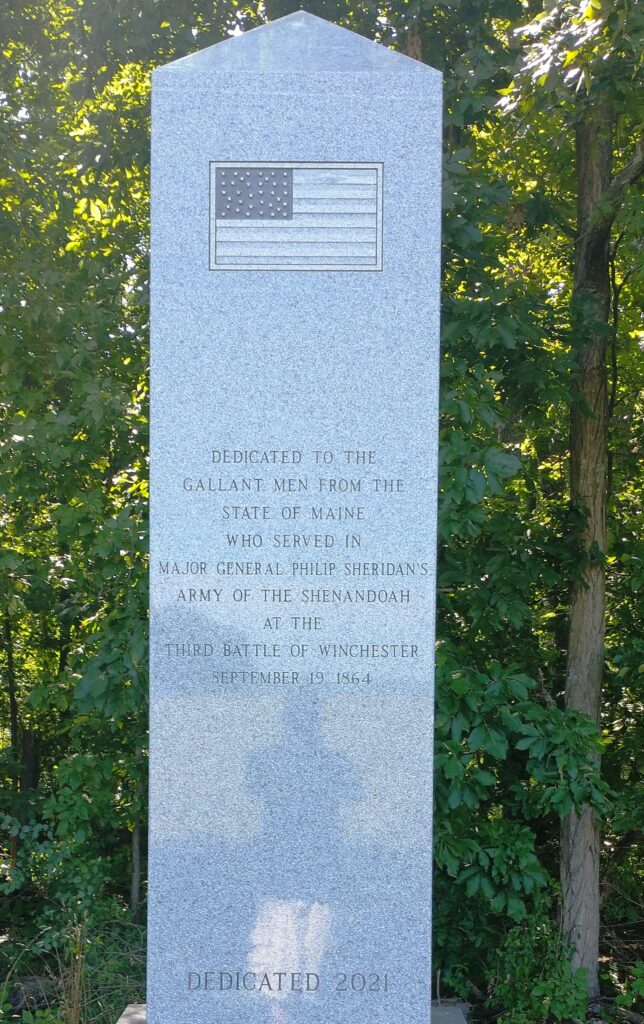 DEDICATED TO THE
GALLANT MEN FROM THE
STATE OF MAINE
WHO SERVED IN
MAJOR GENERAL PHILIP SHERIDAN'S
ARMY OF THE SHENANDOAH
AT THE
THIRD BATTLE OF WINCHESTER
SEPTEMBER 19, 1864
DEDICATED 2021